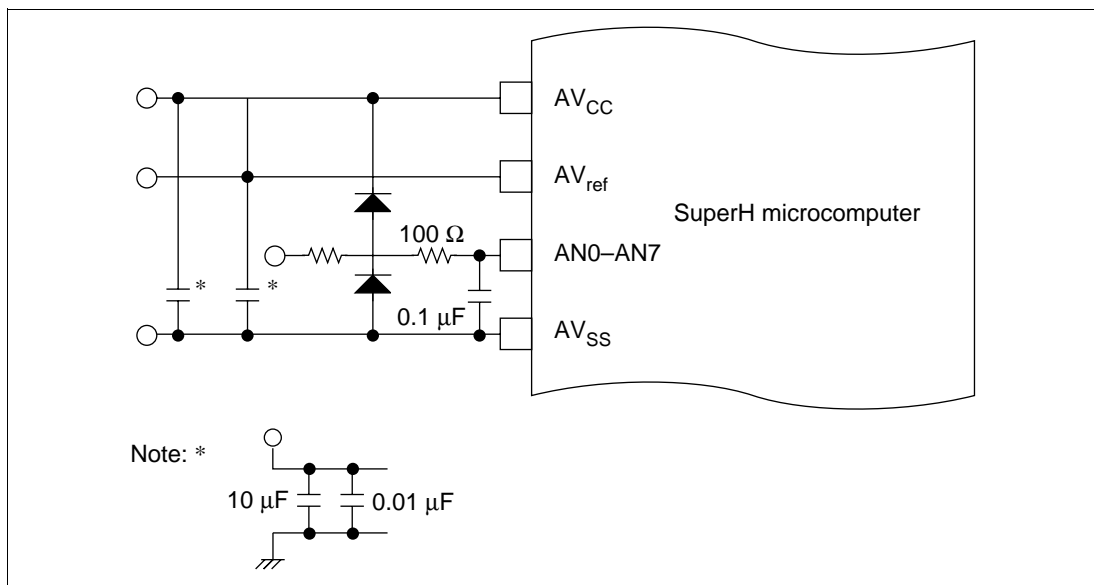 AVCC
AVref
SuperH microcomputer
100 Ω
AN0–AN7
* *
0.1 μF
AVSS
Note: *
10 μF 0.01 μF